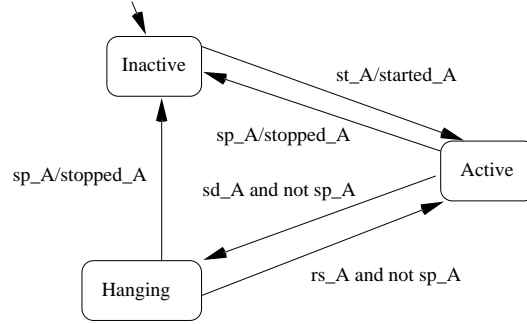 Inactive
st_A/started_A
sp_A/stopped_A
Active
sp_A/stopped_A
sd_A and not sp_A
Hanging
rs_A and not sp_A